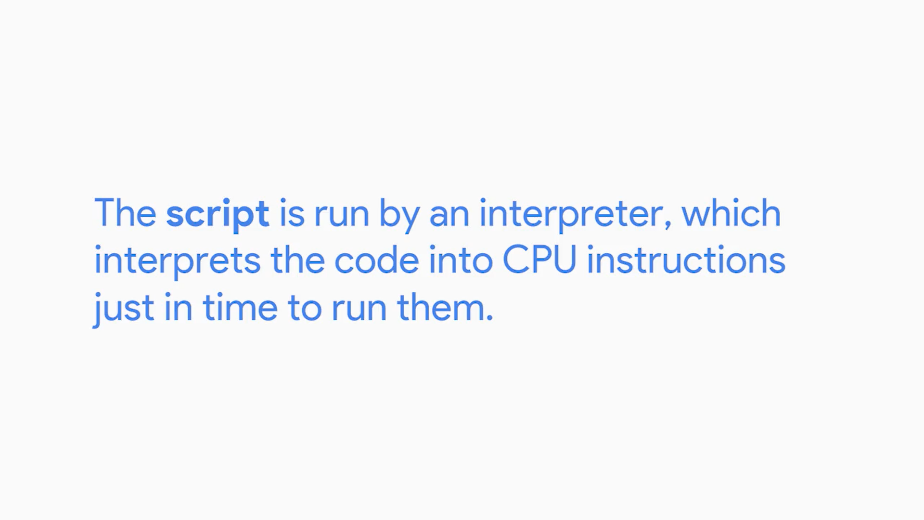 The script is run by an interpreter, which
interprets the code into CPU instructions
just in time to run them.